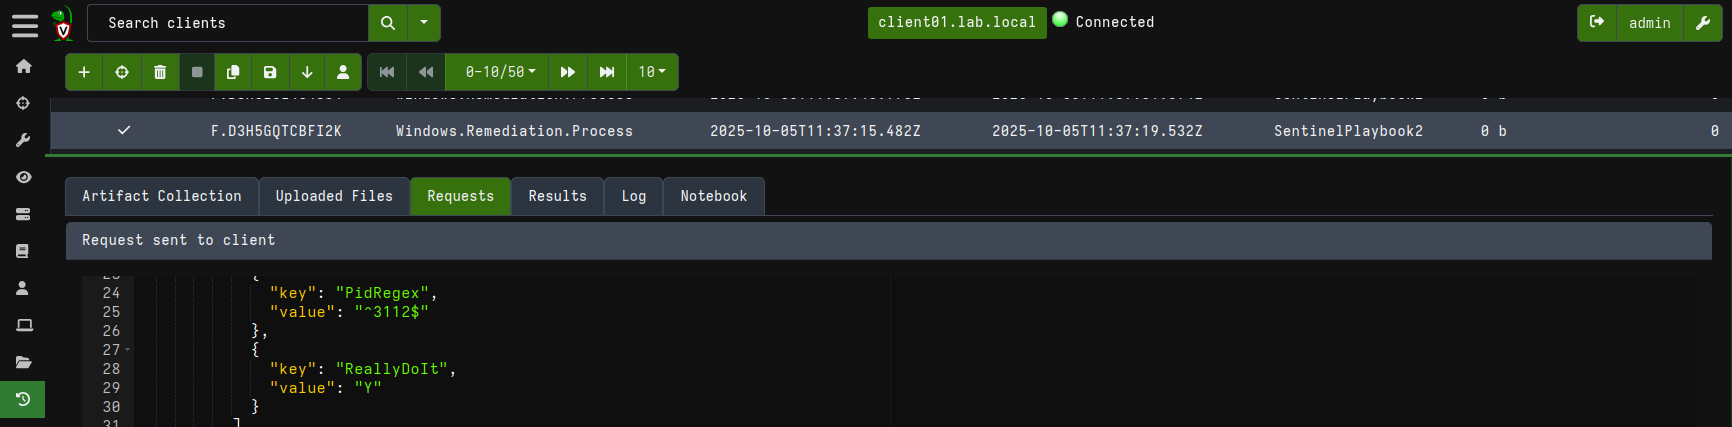 Search clients
client01.lab.local Connected admin
0-10/50 10
F.D3H5GQTCBFI2K Windows.Remediation.Process 2025-10-05T11:37:15.482Z 2025-10-05T11:37:19.532Z SentinelPlaybook2 0 b 0
Artifact Collection Uploaded Files Requests Results Log Notebook
Request sent to client
24 "key": "PidRegex",
25 "value": "^3112$"
26 },
27 {
28 "key": "ReallyDoIt",
29 "value": "Y"
30 }
31 ]